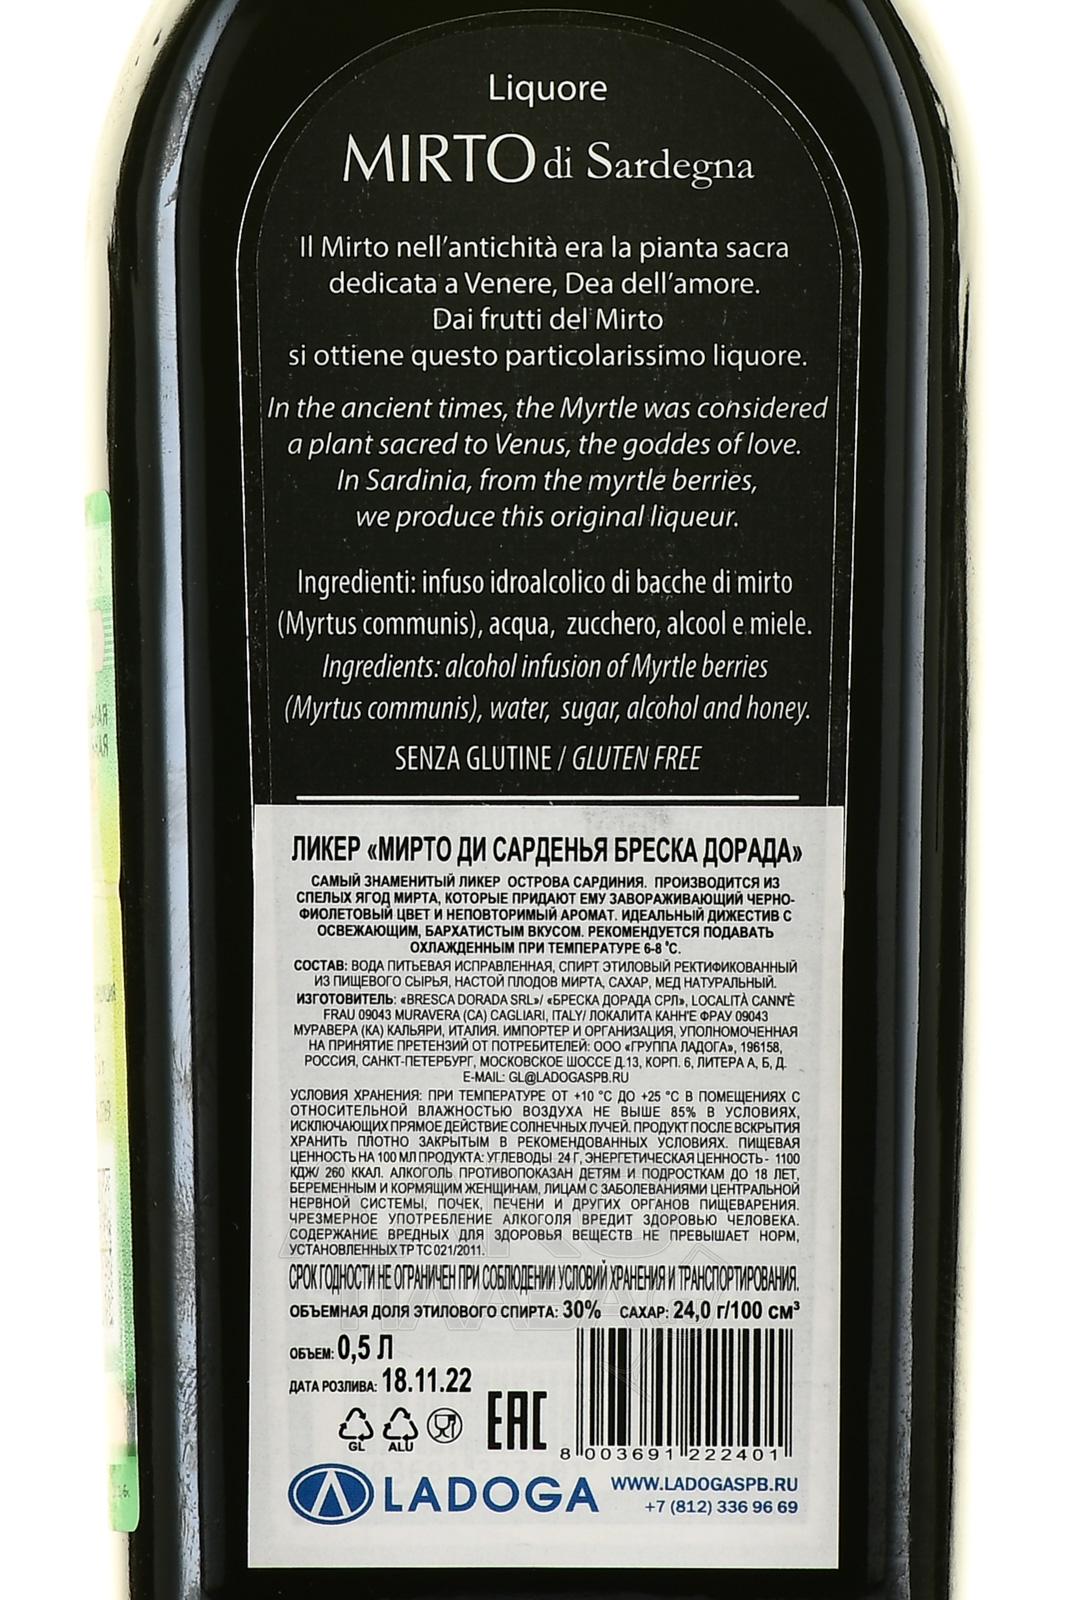 Liquore
MIRTO di Sardegna
Il Mirto nell'antichità era la pianta sacra
dedicata a Venere, Dea dell'amore.
Dai frutti del Mirto
si ottiene questo particolarissimo liquore.
In the ancient times, the Myrtle was considered
a plant sacred to Venus, the goddes of love.
In Sardinia, from the myrtle berries,
we produce this original liqueur.
Ingredienti: infuso idroalcolico di bacche di mirto
(Myrtus communis), acqua, zucchero, alcool e miele.
Ingredients: alcohol infusion of Myrtle berries
(Myrtus communis), water, sugar, alcohol and honey.
SENZA GLUTINE / GLUTEN FREE
ЛИКЕР «МИРТО ДИ САРДЕНЬЯ БРЕСКА ДОРАДА»
САМЫЙ ЗНАМЕНИТЫЙ ЛИКЕР ОСТРОВА САРДИНИЯ. ПРОИЗВОДИТСЯ ИЗ
СПЕЛЫХ ЯГОД МИРТА, КОТОРЫЕ ПРИДАЮТ ЕМУ ЗАВОРАЖИВАЮЩИЙ ЧЕРНО-
ФИОЛЕТОВЫЙ ЦВЕТ И НЕПОВТОРИМЫЙ АРОМАТ. ИДЕАЛЬНЫЙ ДИЖЕСТИВ С
ОСВЕЖАЮЩИМ, БАРХАТИСТЫМ ВКУСОМ. РЕКОМЕНДУЕТСЯ ПОДАВАТЬ
ОХЛАЖДЕННЫМ ПРИ ТЕМПЕРАТУРЕ 6-8 °С.
СОСТАВ: ВОДА ПИТЬЕВАЯ ИСПРАВЛЕННАЯ, СПИРТ ЭТИЛОВЫЙ РЕКТИФИКОВАННЫЙ
ИЗ ПИЩЕВОГО СЫРЬЯ, НАСТОЙ ПЛОДОВ МИРТА, САХАР, МЕД НАТУРАЛЬНЫЙ.
ИЗГОТОВИТЕЛЬ: «BRESCA DORADA SRL»/ «БРЕСКА ДОРАДА СРЛ», LOCALITÀ CANN'E
FRAU 09043 MURAVERA (CA) CAGLIARI, ITALY/ ЛОКАЛИТА КАНН'Е ФРАУ 09043
МУРАВЕРА (КА) КАЛЬЯРИ, ИТАЛИЯ. ИМПОРТЕР И ОРГАНИЗАЦИЯ, УПОЛНОМОЧЕННАЯ
НА ПРИНЯТИЕ ПРЕТЕНЗИЙ ОТ ПОТРЕБИТЕЛЕЙ: ООО «ГРУППА ЛАДОГА», 196158,
РОССИЯ, САНКТ-ПЕТЕРБУРГ, МОСКОВСКОЕ ШОССЕ Д.13, КОРП. 6, ЛИТЕРА А, Б, Д.
E-MAIL: GL@LADOGASPB.RU
УСЛОВИЯ ХРАНЕНИЯ: ПРИ ТЕМПЕРАТУРЕ ОТ +10 °С ДО +25 °С В ПОМЕЩЕНИЯХ С
ОТНОСИТЕЛЬНОЙ ВЛАЖНОСТЬЮ ВОЗДУХА НЕ ВЫШЕ 85% В УСЛОВИЯХ,
ИСКЛЮЧАЮЩИХ ПРЯМОЕ ДЕЙСТВИЕ СОЛНЕЧНЫХ ЛУЧЕЙ. ПРОДУКТ ПОСЛЕ ВСКРЫТИЯ
ХРАНИТЬ ПЛОТНО ЗАКРЫТЫМ В РЕКОМЕНДОВАННЫХ УСЛОВИЯХ. ПИЩЕВАЯ
ЦЕННОСТЬ НА 100 МЛ ПРОДУКТА: УГЛЕВОДЫ 24 Г, ЭНЕРГЕТИЧЕСКАЯ ЦЕННОСТЬ - 1100
КДЖ/ 260 ККАЛ. АЛКОГОЛЬ ПРОТИВОПОКАЗАН ДЕТЯМ И ПОДРОСТКАМ ДО 18 ЛЕТ,
БЕРЕМЕННЫМ И КОРМЯЩИМ ЖЕНЩИНАМ, ЛИЦАМ С ЗАБОЛЕВАНИЯМИ ЦЕНТРАЛЬНОЙ
НЕРВНОЙ СИСТЕМЫ, ПОЧЕК, ПЕЧЕНИ И ДРУГИХ ОРГАНОВ ПИЩЕВАРЕНИЯ.
ЧРЕЗМЕРНОЕ УПОТРЕБЛЕНИЕ АЛКОГОЛЯ ВРЕДИТ ЗДОРОВЬЮ ЧЕЛОВЕКА.
СОДЕРЖАНИЕ ВРЕДНЫХ ДЛЯ ЗДОРОВЬЯ ВЕЩЕСТВ НЕ ПРЕВЫШАЕТ НОРМ,
УСТАНОВЛЕННЫХ ТР ТС 021/2011.
СРОК ГОДНОСТИ НЕ ОГРАНИЧЕН ПРИ СОБЛЮДЕНИИ УСЛОВИЙ ХРАНЕНИЯ И ТРАНСПОРТИРОВАНИЯ.
ОБЪЕМНАЯ ДОЛЯ ЭТИЛОВОГО СПИРТА: 30% САХАР: 24,0 г/100 см³
ОБЪЕМ: 0,5 Л
ДАТА РОЗЛИВА: 18.11.22
GL ALU EAC
8 003691 222401
LADOGA
WWW.LADOGASPB.RU
+7 (812) 336 96 69